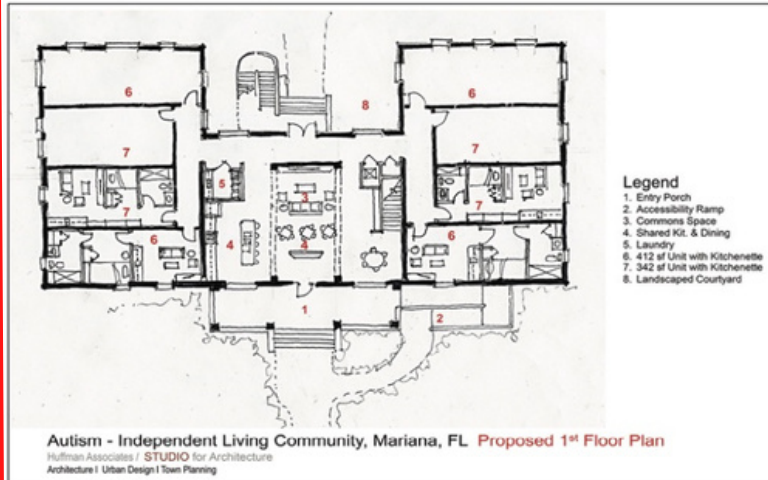 6
6
8
7
7
5
3
7
7
6
4
4
6
1
2
Legend
1. Entry Porch
2. Accessibility Ramp
3. Commons Space
4. Shared Kit. & Dining
5. Laundry
6. 412 sf Unit with Kitchenette
7. 342 sf Unit with Kitchenette
8. Landscaped Courtyard
Autism - Independent Living Community, Mariana, FL Proposed 1st Floor Plan
Huffman Associates / STUDIO for Architecture
Architecture I Urban Design I Town Planning